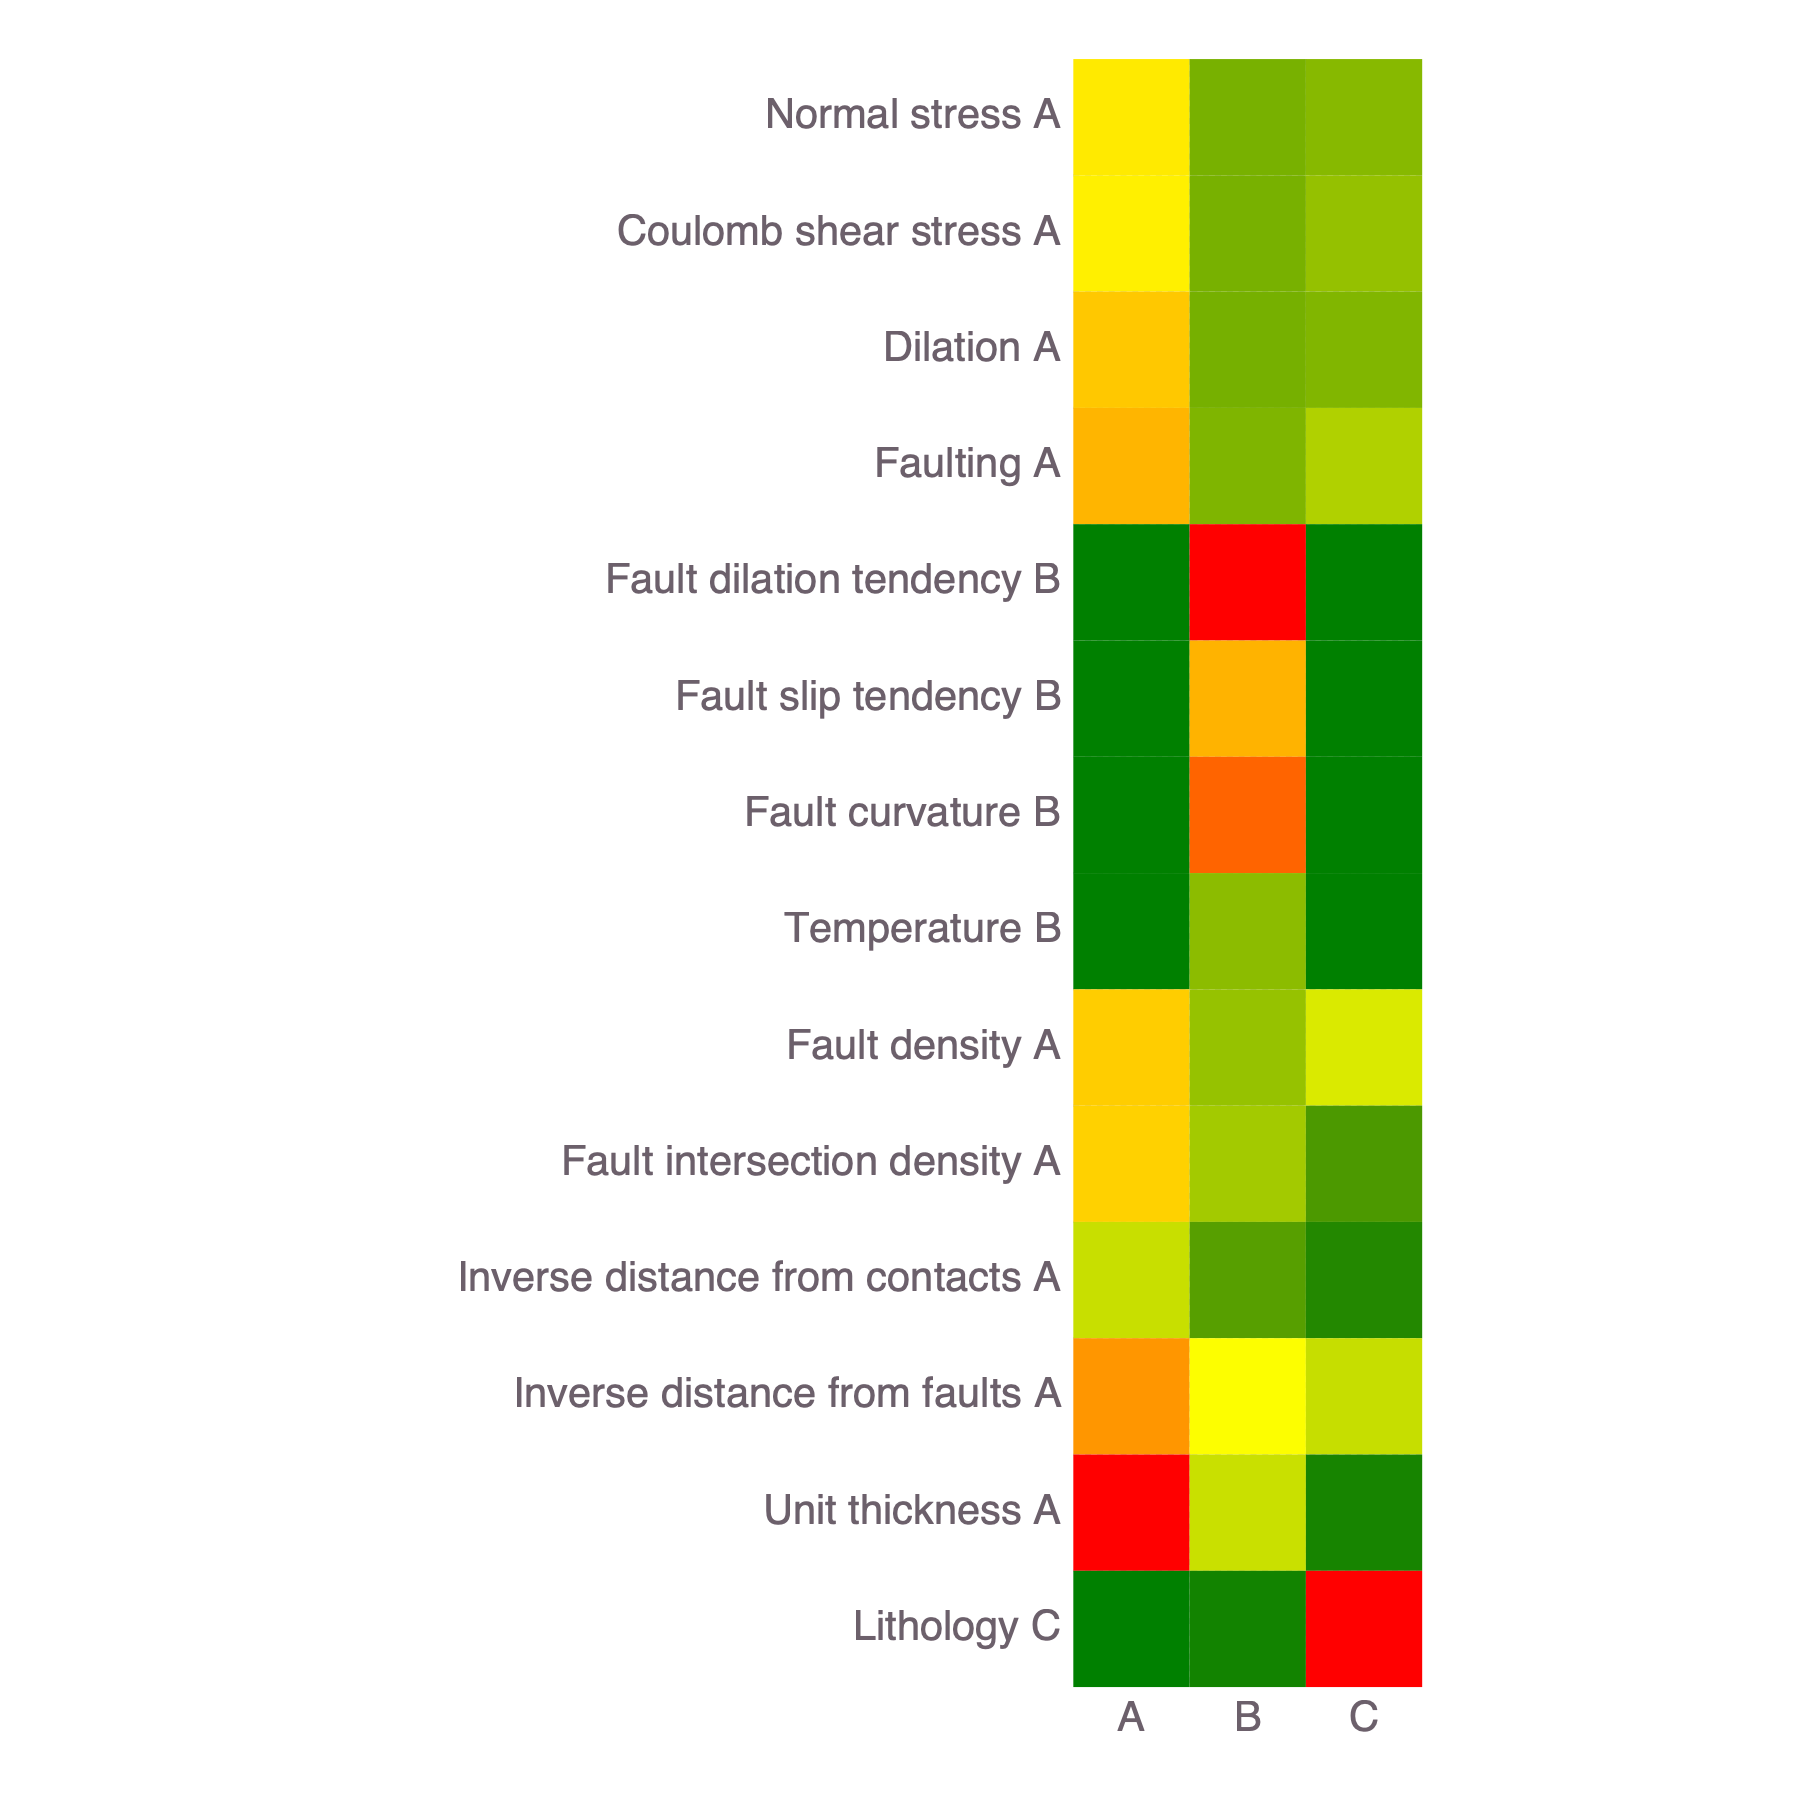 Normal stress A
Coulomb shear stress A
Dilation A
Faulting A
Fault dilation tendency B
Fault slip tendency B
Fault curvature B
Temperature B
Fault density A
Fault intersection density A
Inverse distance from contacts A
Inverse distance from faults A
Unit thickness A
Lithology C
A B C